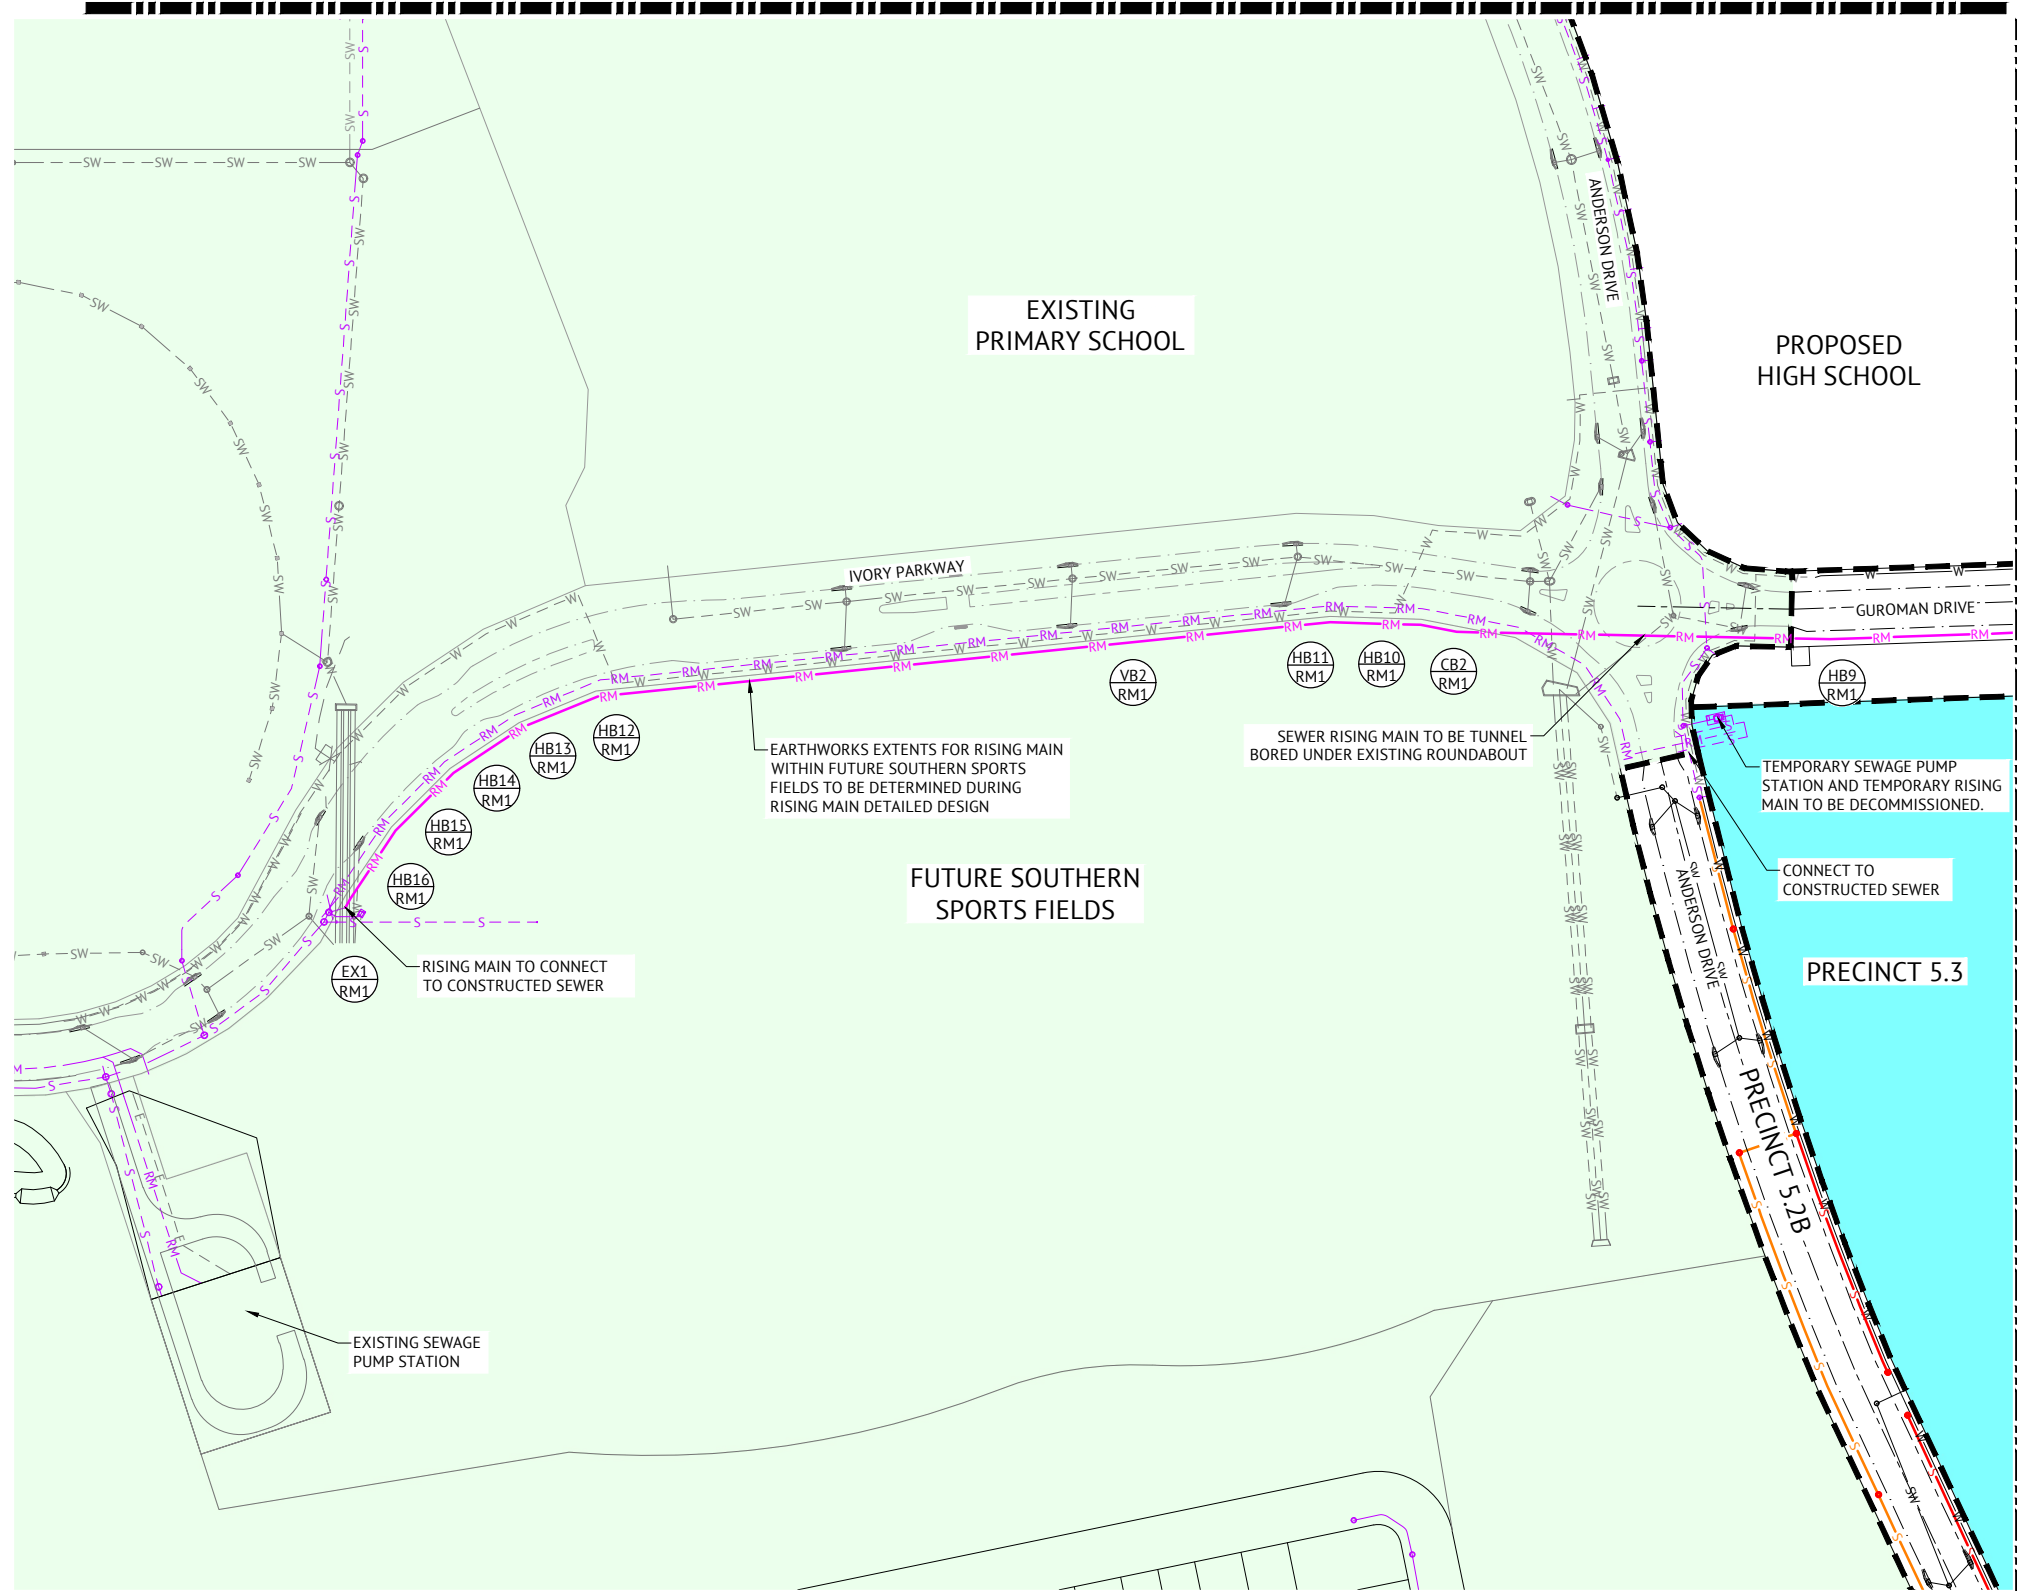 ANDERSON DRIVE
EXISTING
PRIMARY SCHOOL
PROPOSED
HIGH SCHOOL
IVORY PARKWAY
GUROMAN DRIVE
HB9
RM1
CB2
RM1
HB10
RM1
HB11
RM1
VB2
RM1
HB12
RM1
HB13
RM1
HB14
RM1
HB15
RM1
HB16
RM1
EX1
RM1
SEWER RISING MAIN TO BE TUNNEL
BORED UNDER EXISTING ROUNDABOUT
EARTHWORKS EXTENTS FOR RISING MAIN
WITHIN FUTURE SOUTHERN SPORTS
FIELDS TO BE DETERMINED DURING
RISING MAIN DETAILED DESIGN
TEMPORARY SEWAGE PUMP
STATION AND TEMPORARY RISING
MAIN TO BE DECOMMISSIONED.
CONNECT TO
CONSTRUCTED SEWER
FUTURE SOUTHERN
SPORTS FIELDS
ANDERSON DRIVE
PRECINCT 5.3
RISING MAIN TO CONNECT
TO CONSTRUCTED SEWER
PRECINCT 5.2B
EXISTING SEWAGE
PUMP STATION